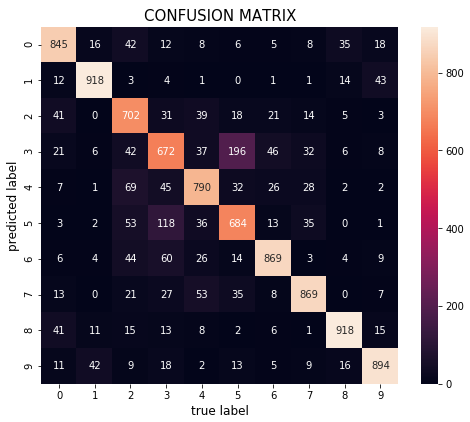 CONFUSION MATRIX
0 845 16 42 12 8 6 5 8 35 18
1 12 918 3 4 1 0 1 1 14 43
2 41 0 702 31 39 18 21 14 5 3
3 21 6 42 672 37 196 46 32 6 8
4 7 1 69 45 790 32 26 28 2 2
5 3 2 53 118 36 684 13 35 0 1
6 6 4 44 60 26 14 869 3 4 9
7 13 0 21 27 53 35 8 869 0 7
8 41 11 15 13 8 2 6 1 918 15
9 11 42 9 18 2 13 5 9 16 894
0 1 2 3 4 5 6 7 8 9
predicted label
true label
800
600
400
200
0